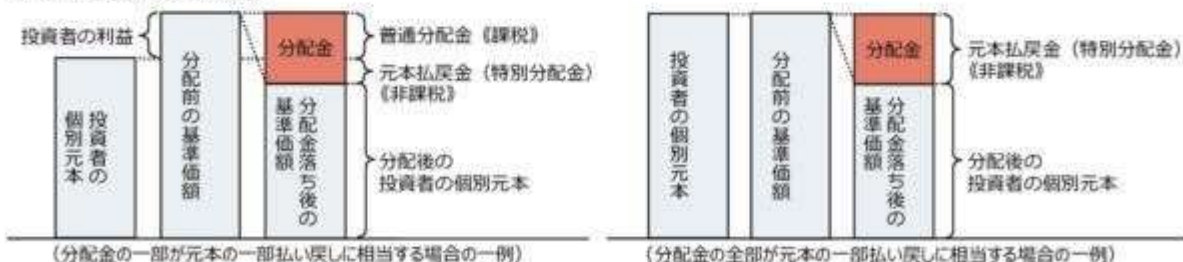 投資者の利益
投資者の
個別元本
分配前の基準価額
分配金
分配金落ち後の
基準価額
普通分配金《課税》
元本払戻金（特別分配金）
《非課税》
分配後の
投資者の個別元本
（分配金の一部が元本の一部払い戻しに相当する場合の一例）
投資者の個別元本
分配前の基準価額
分配金
分配金落ち後の
基準価額
元本払戻金（特別分配金）
《非課税》
分配後の
投資者の個別元本
（分配金の全部が元本の一部払い戻しに相当する場合の一例）